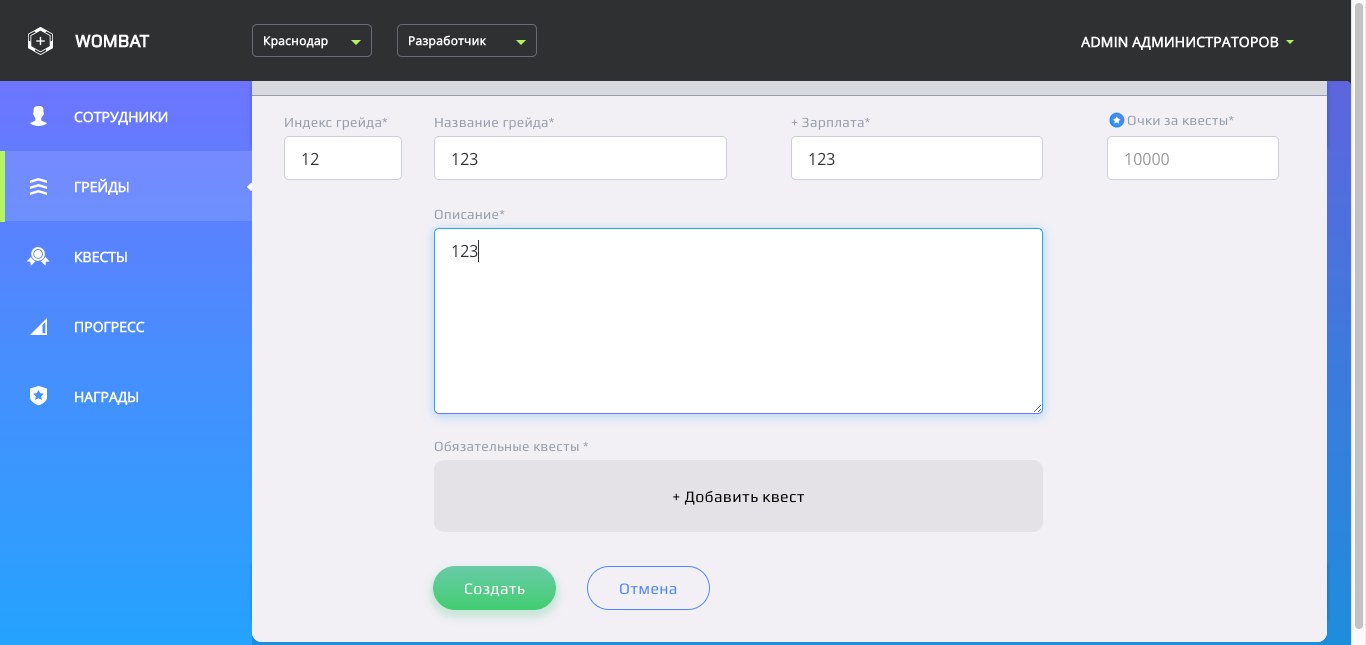 WOMBAT
Краснодар
Разработчик
ADMIN АДМИНИСТРАТОРОВ
СОТРУДНИКИ
ГРЕЙДЫ
КВЕСТЫ
ПРОГРЕСС
НАГРАДЫ
Индекс грейда*
Название грейда*
+ Зарплата*
Очки за квесты*
12
123
123
10000
Описание*
123
Обязательные квесты *
+ Добавить квест
Создать
Отмена